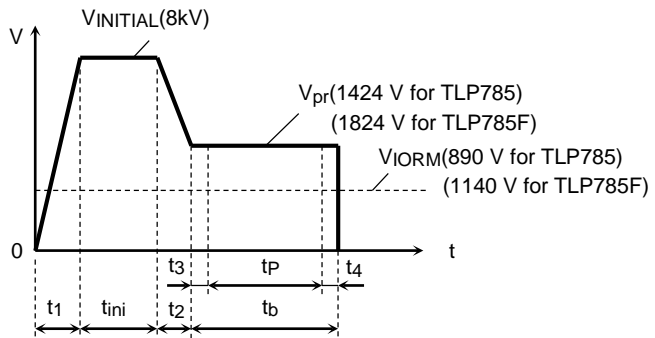 VINITIAL(8kV)
V
Vpr(1424 V for TLP785)
(1824 V for TLP785F)
VIORM(890 V for TLP785)
(1140 V for TLP785F)
0
t
t3
tP
t4
t1
tini
t2
tb